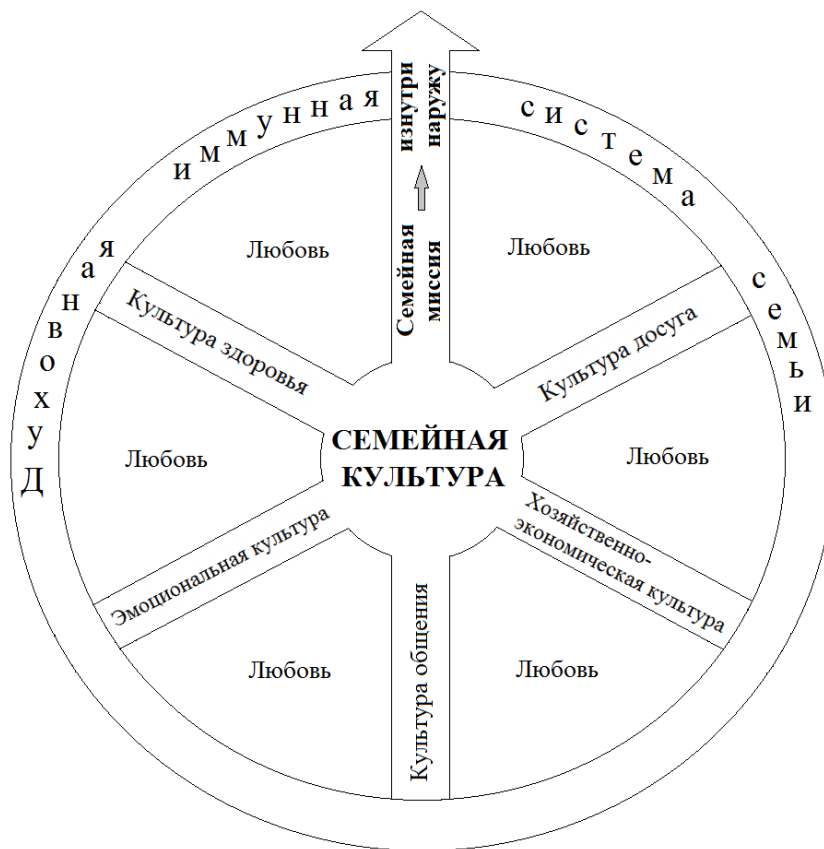 Духовная иммунная система семьи
изнутри
наружу
Семейная
миссия
Любовь
Любовь
Культура здоровья
Культура досуга
СЕМЕЙНАЯ
КУЛЬТУРА
Любовь
Любовь
Эмоциональная культура
Хозяйственно-
экономическая культура
Культура общения
Любовь
Любовь